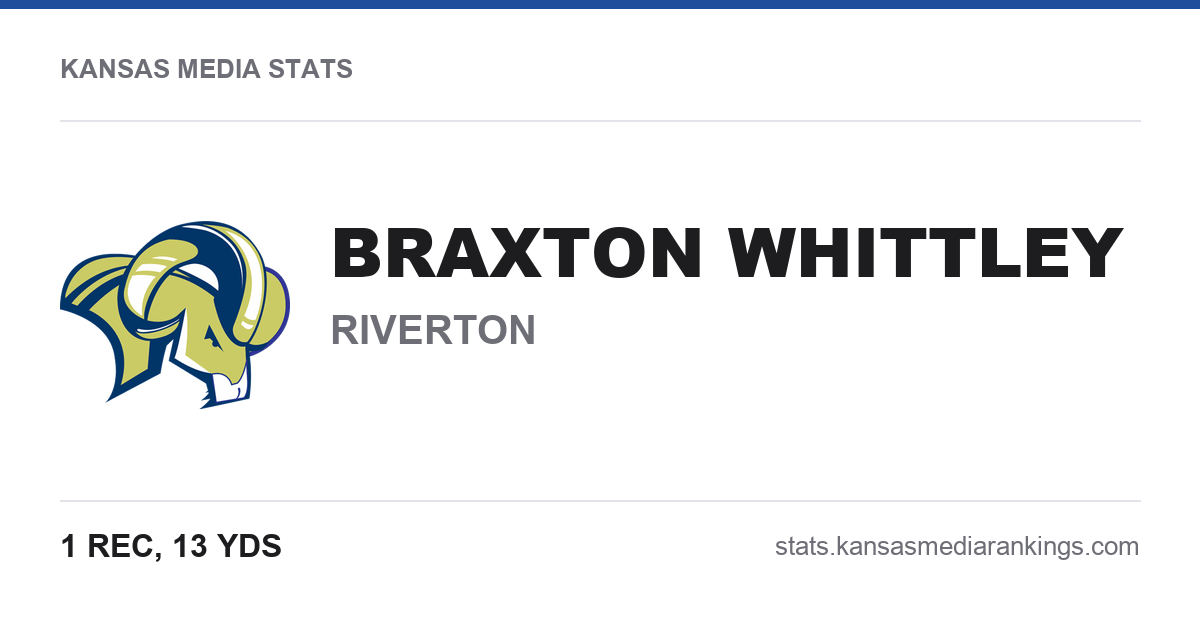 KANSAS MEDIA STATS
BRAXTON WHITTLEY
RIVERTON
1 REC, 13 YDS
stats.kansasmediarankings.com